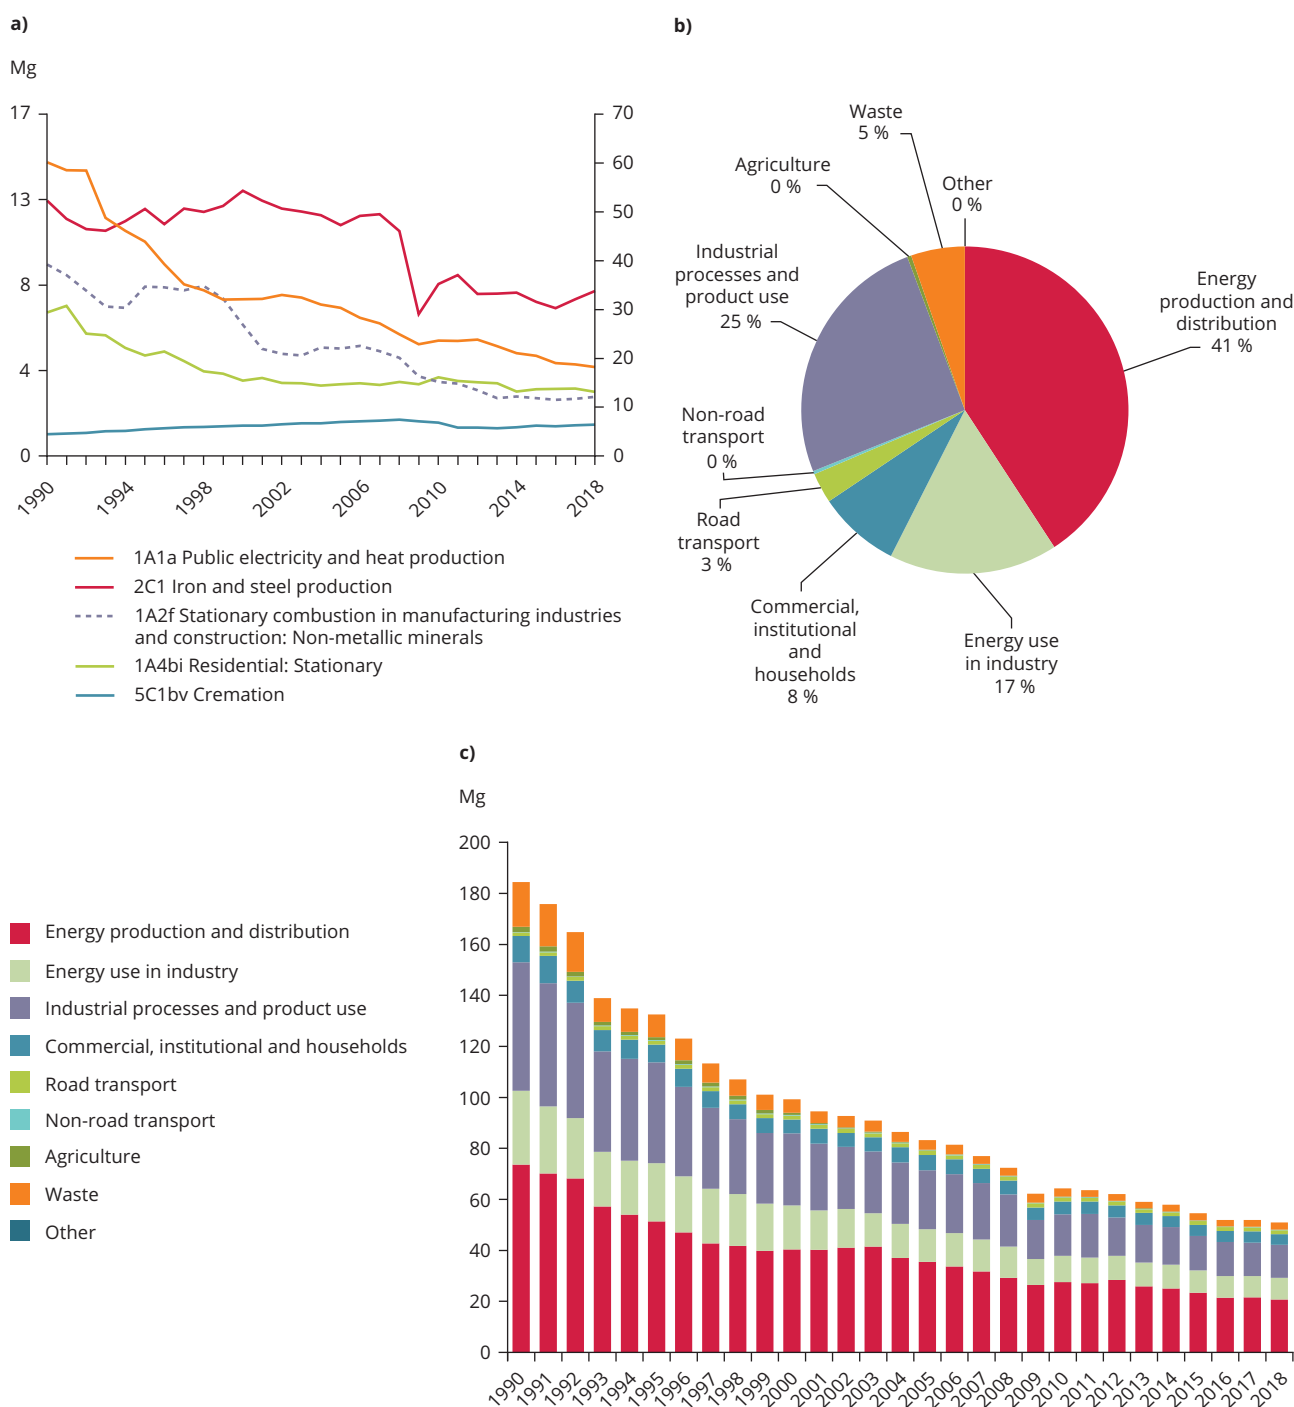 a)
Mg
17
13
8
4
0
70
60
50
40
30
20
10
0
1990
1994
1998
2002
2006
2010
2014
2018
1A1a Public electricity and heat production
2C1 Iron and steel production
1A2f Stationary combustion in manufacturing industries
and construction: Non-metallic minerals
1A4bi Residential: Stationary
5C1bv Cremation
b)
Waste
5 %
Agriculture
0 %
Other
0 %
Industrial
processes and
product use
25 %
Energy
production and
distribution
41 %
Non-road
transport
0 %
Road
transport
3 %
Commercial,
institutional
and
households
8 %
Energy use
in industry
17 %
c)
Mg
200
180
160
140
120
100
80
60
40
20
0
1990
1991
1992
1993
1994
1995
1996
1997
1998
1999
2000
2001
2002
2003
2004
2005
2006
2007
2008
2009
2010
2011
2012
2013
2014
2015
2016
2017
2018
Energy production and distribution
Energy use in industry
Industrial processes and product use
Commercial, institutional and households
Road transport
Non-road transport
Agriculture
Waste
Other